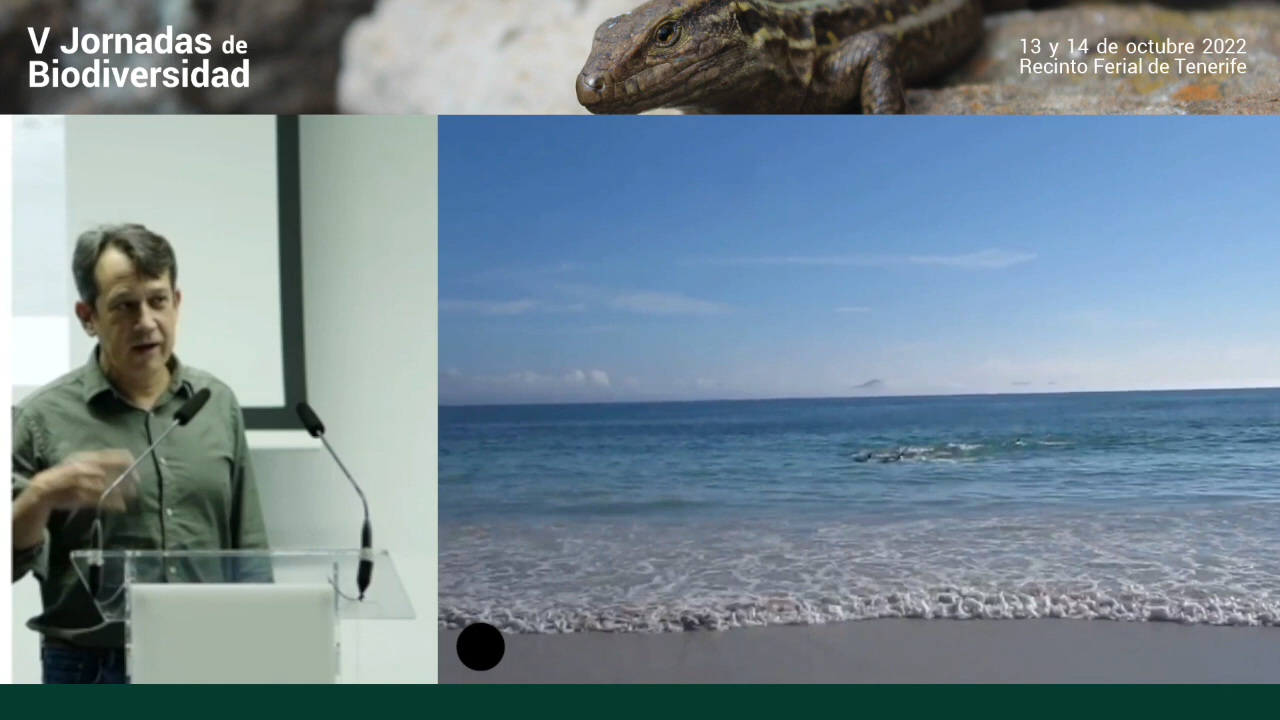 V Jornadas de
Biodiversidad
13 y 14 de octubre 2022
Recinto Ferial de Tenerife